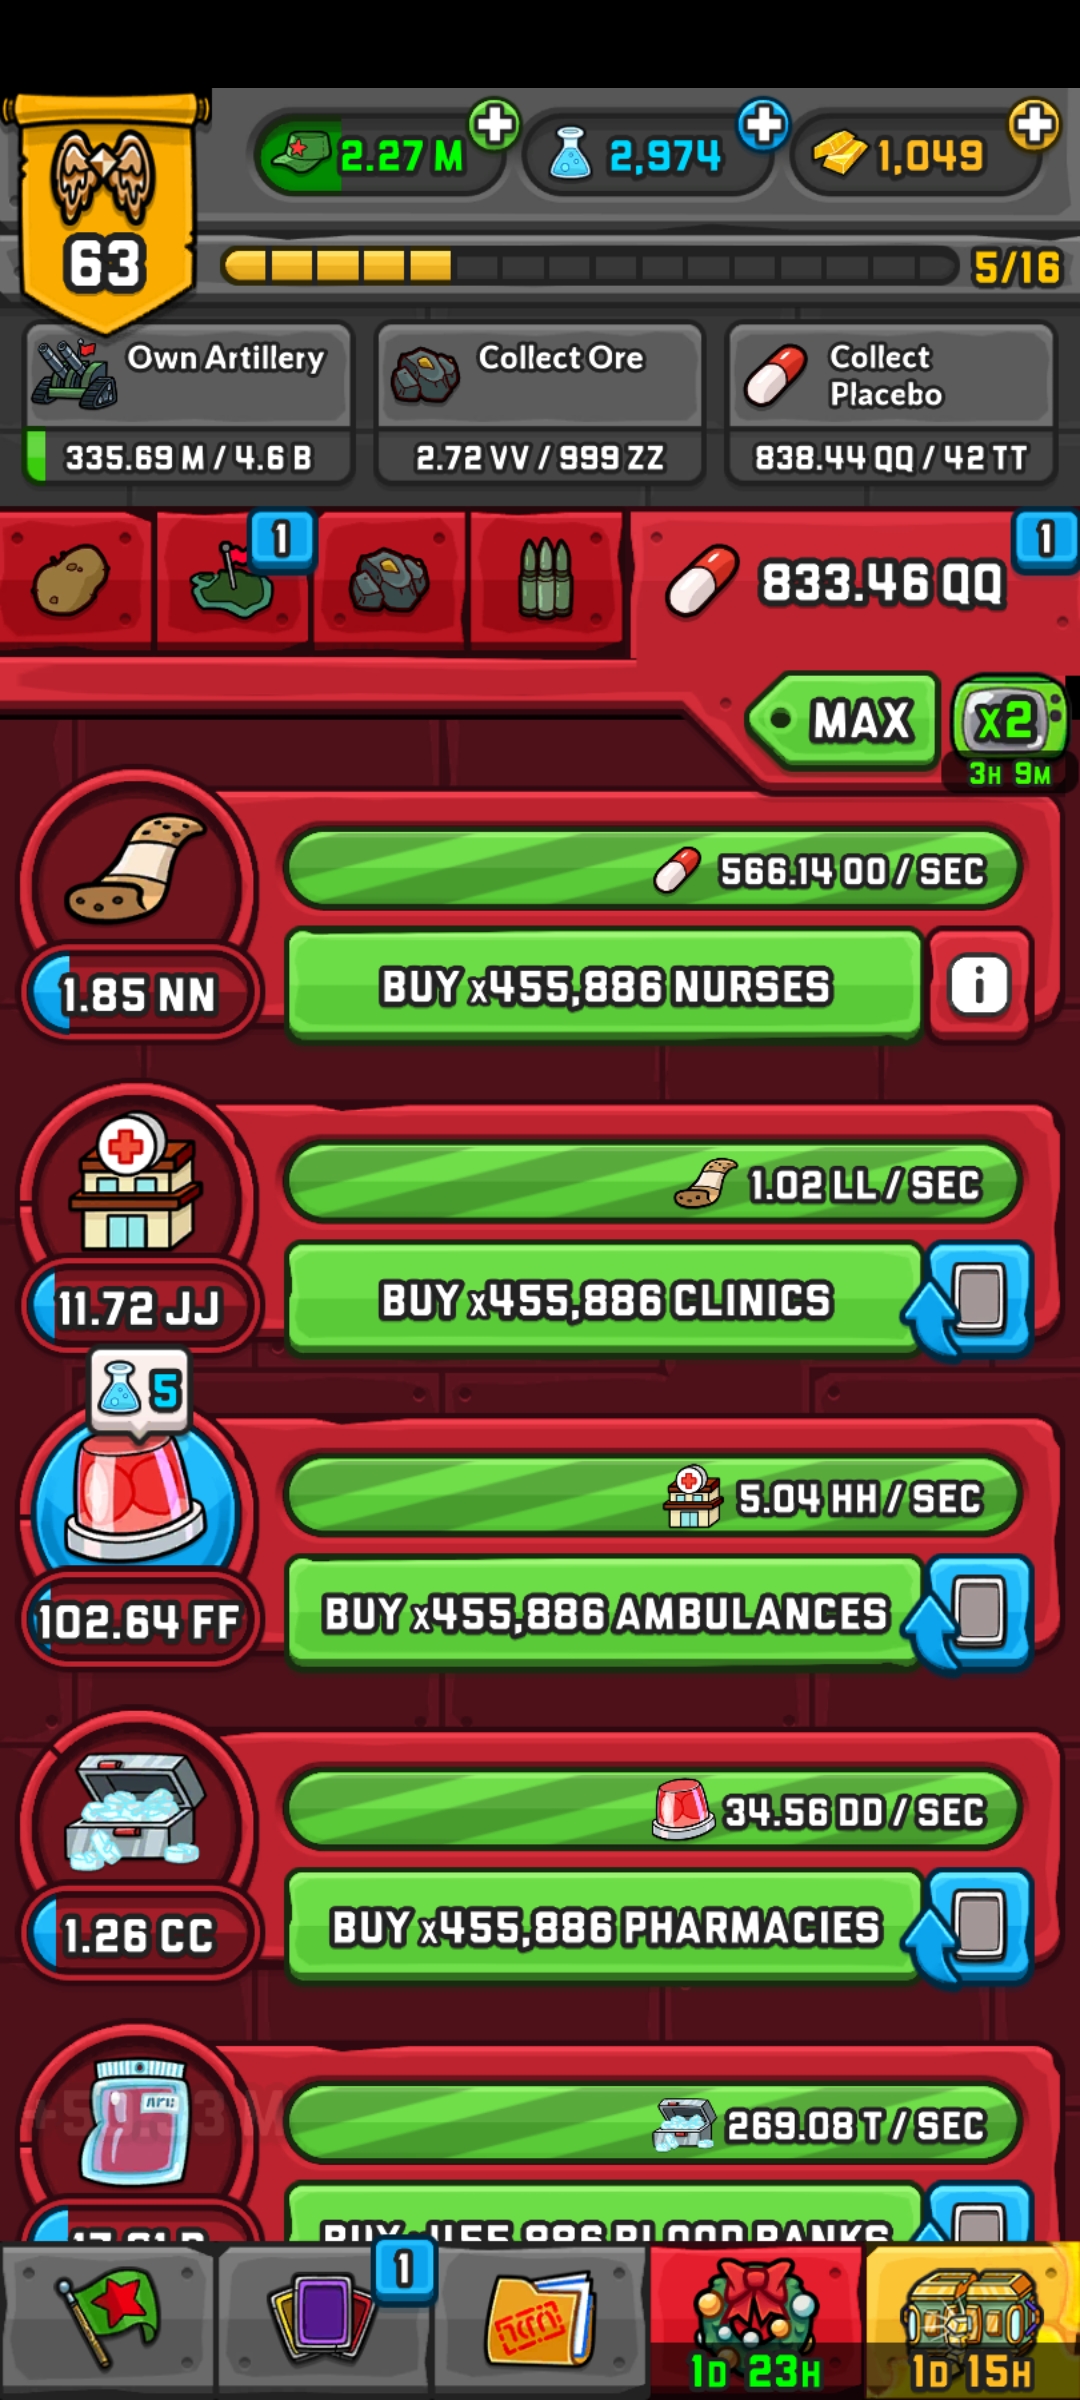 2.27 M
2,974
1,049
63
5/16
Own Artillery
335.69 M / 4.6 B
Collect Ore
2.72 VV / 999 ZZ
Collect
Placebo
838.44 QQ / 42 TT
1
833.46 QQ
1
MAX
x2
3H 9M
566.14 OO / SEC
1.85 NN
BUY x455,886 NURSES
i
1.02 LL / SEC
11.72 JJ
BUY x455,886 CLINICS
5
5.04 HH / SEC
102.64 FF
BUY x455,886 AMBULANCES
34.56 DD / SEC
1.26 CC
BUY x455,886 PHARMACIES
269.08 T / SEC
BUY x455,886 BLOOD BANKS
1
1D 23H
1D 15H